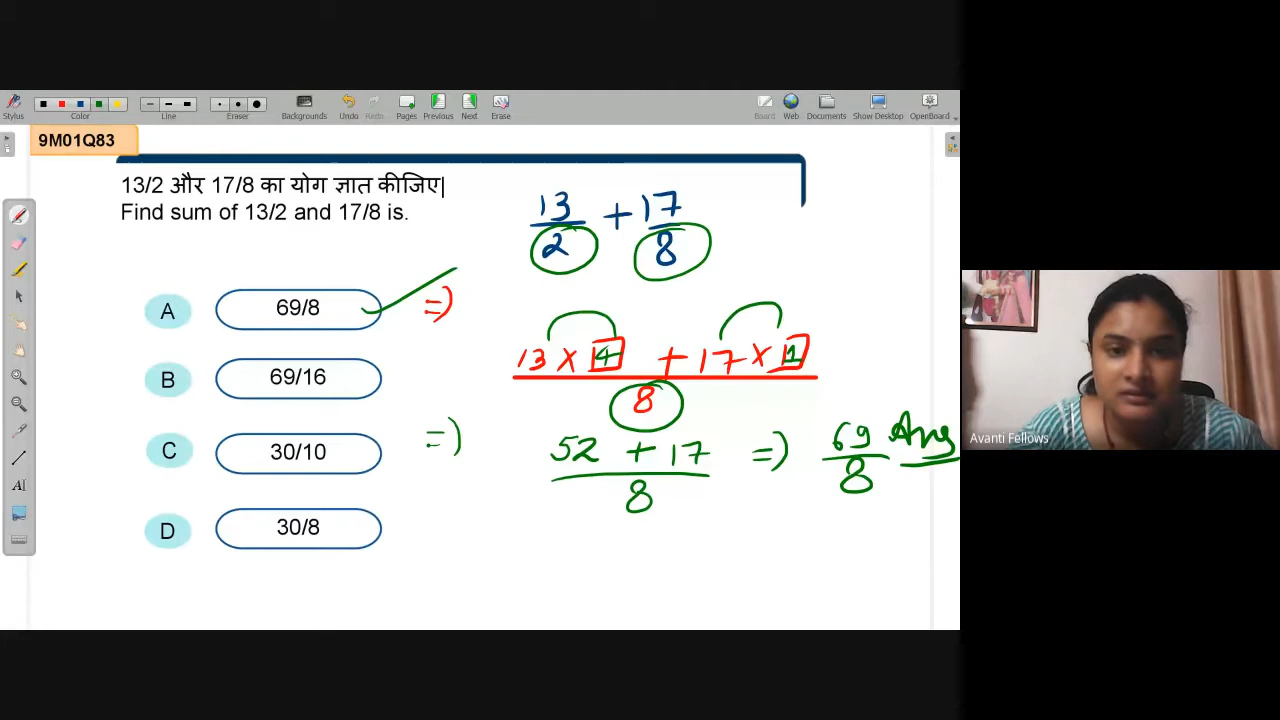 Stylus
Color
Line
Eraser
Backgrounds
Undo
Redo
Pages
Previous
Next
Erase
Board
Web
Documents
Show Desktop
OpenBoard
9M01Q83
13/2 और 17/8 का योग ज्ञात कीजिए|
Find sum of 13/2 and 17/8 is.
A 69/8
B 69/16
C 30/10
D 30/8
13/2 + 17/8
=) 13 x 4 + 17 x 1 / 8
=) 52 + 17 / 8 =) 69/8 Ans
Avanti Fellows